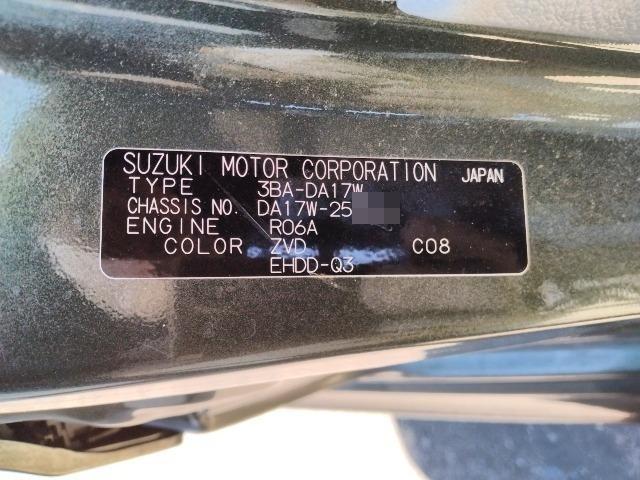 SUZUKI MOTOR CORPORATION JAPAN
TYPE 3BA-DA17W
CHASSIS NO. DA17W-25
ENGINE R06A
COLOR ZVD C08
EHDD-Q3